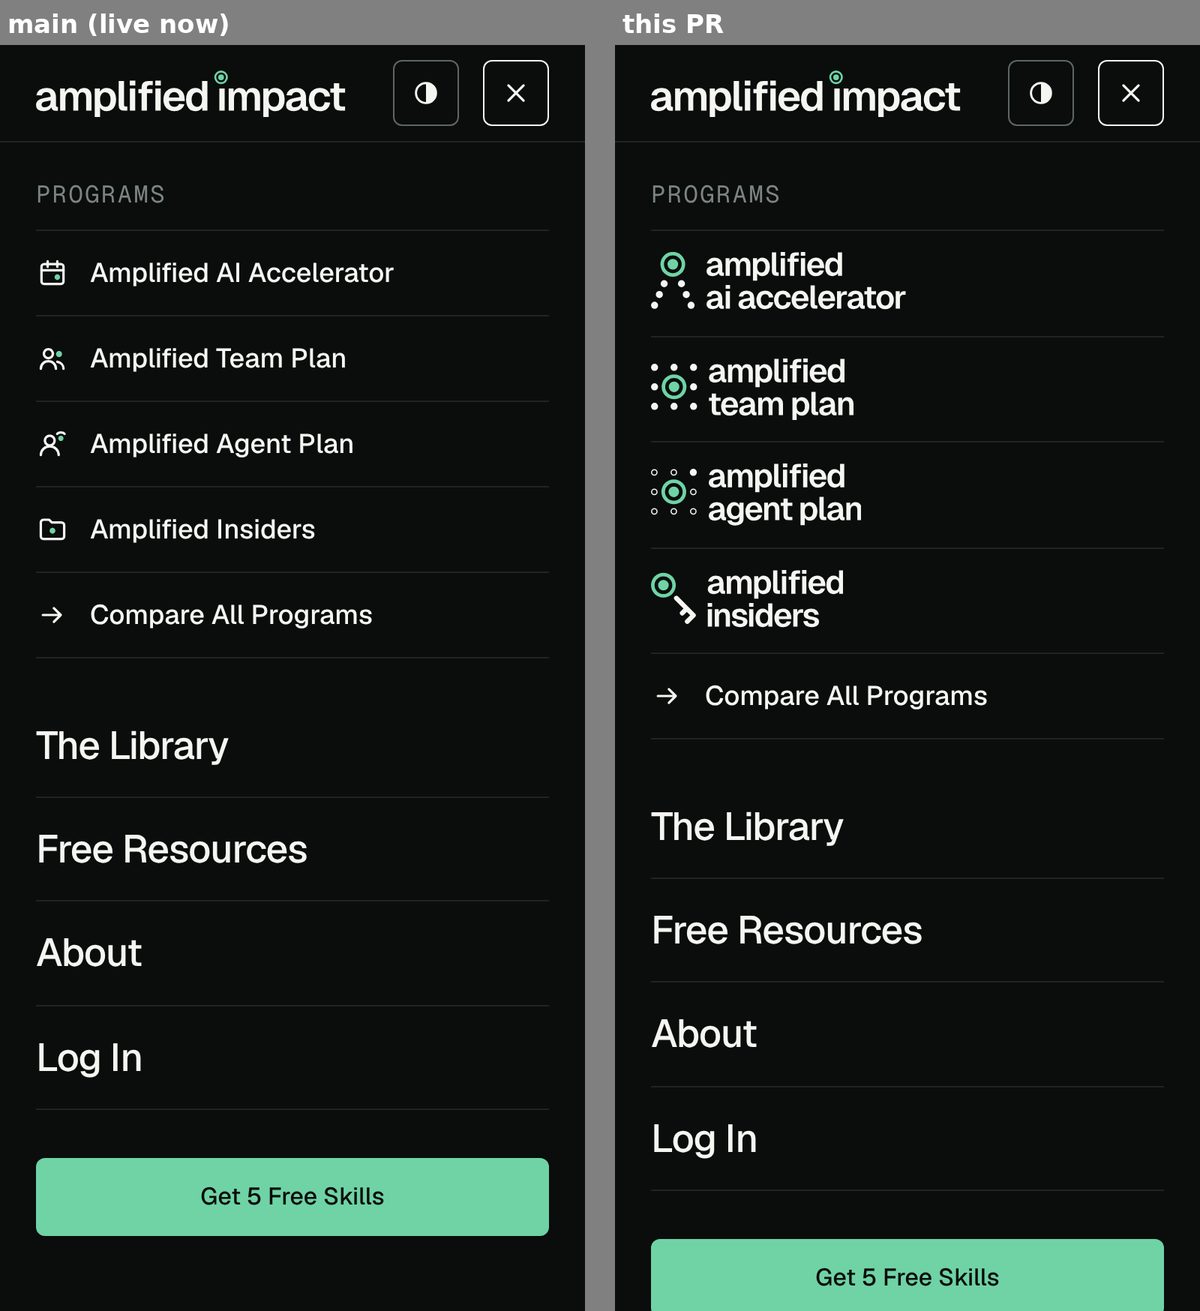 main (live now)
amplified impact
PROGRAMS
Amplified AI Accelerator
Amplified Team Plan
Amplified Agent Plan
Amplified Insiders
Compare All Programs
The Library
Free Resources
About
Log In
Get 5 Free Skills
this PR
amplified impact
PROGRAMS
amplified
ai accelerator
amplified
team plan
amplified
agent plan
amplified
insiders
Compare All Programs
The Library
Free Resources
About
Log In
Get 5 Free Skills